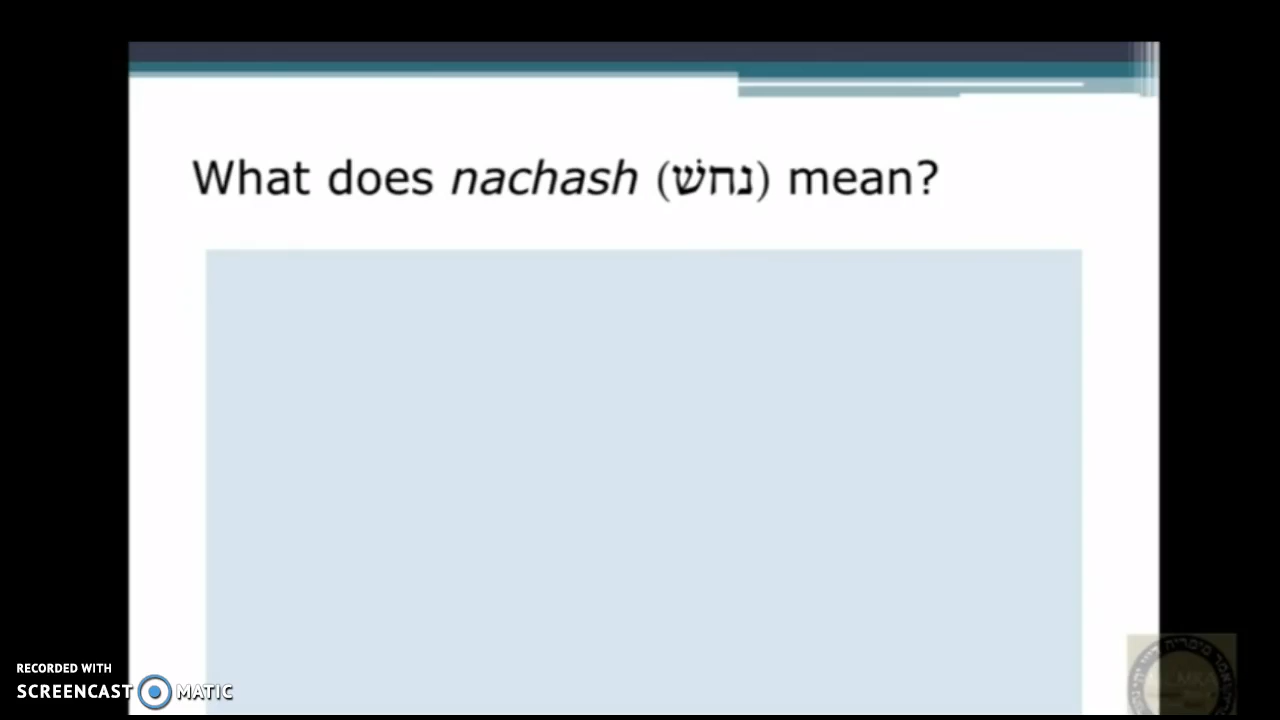 What does nachash (נחשׁ) mean?
RECORDED WITH
SCREENCAST MATIC